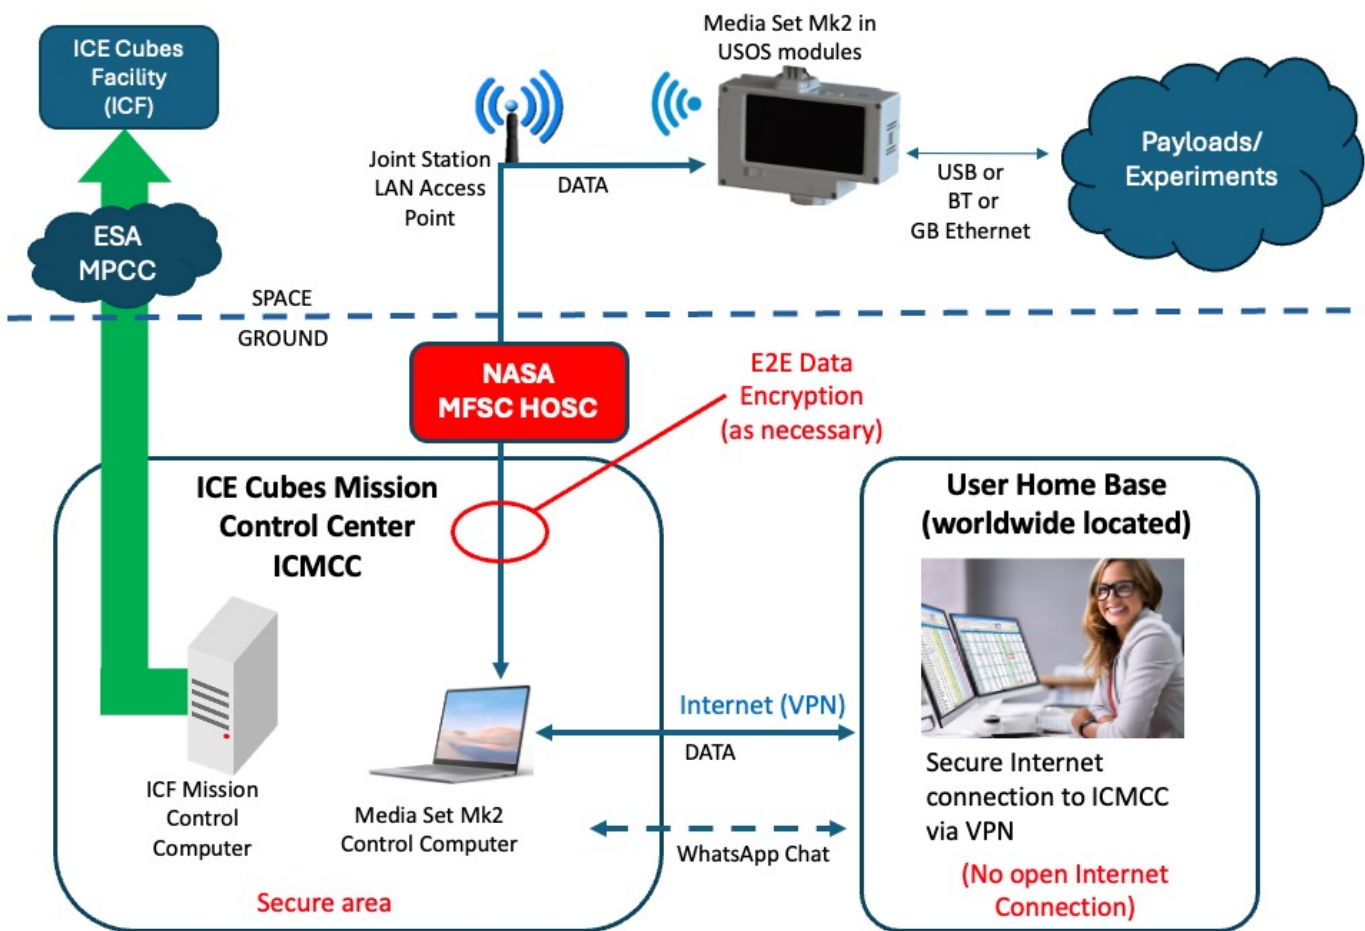 ICE Cubes
Facility
(ICF)
Media Set Mk2 in
USOS modules
Joint Station
LAN Access
Point
DATA
USB or
BT or
GB Ethernet
Payloads/
Experiments
ESA
MPCC
SPACE
GROUND
NASA
MFSC HOSC
E2E Data
Encryption
(as necessary)
ICE Cubes Mission
Control Center
ICMCC
ICF Mission
Control
Computer
Media Set Mk2
Control Computer
Secure area
Internet (VPN)
DATA
WhatsApp Chat
User Home Base
(worldwide located)
Secure Internet
connection to ICMCC
via VPN
(No open Internet
Connection)